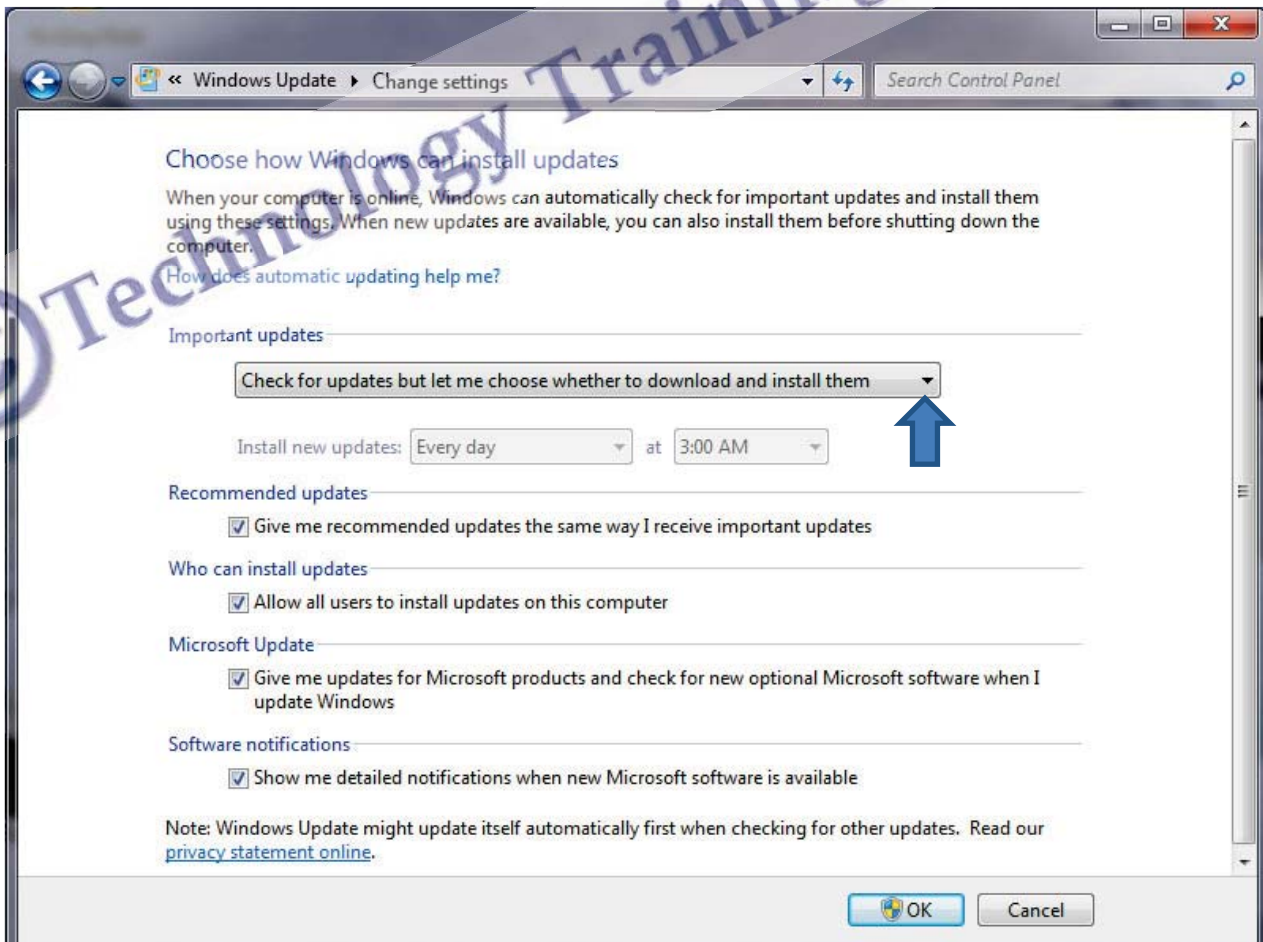 © Technology Training
« Windows Update ▸ Change settings
Search Control Panel
Choose how Windows can install updates
When your computer is online, Windows can automatically check for important updates and install them
using these settings. When new updates are available, you can also install them before shutting down the
computer.
How does automatic updating help me?
Important updates
Check for updates but let me choose whether to download and install them
Install new updates: Every day at 3:00 AM
Recommended updates
Give me recommended updates the same way I receive important updates
Who can install updates
Allow all users to install updates on this computer
Microsoft Update
Give me updates for Microsoft products and check for new optional Microsoft software when I
update Windows
Software notifications
Show me detailed notifications when new Microsoft software is available
Note: Windows Update might update itself automatically first when checking for other updates. Read our
privacy statement online.
OK Cancel